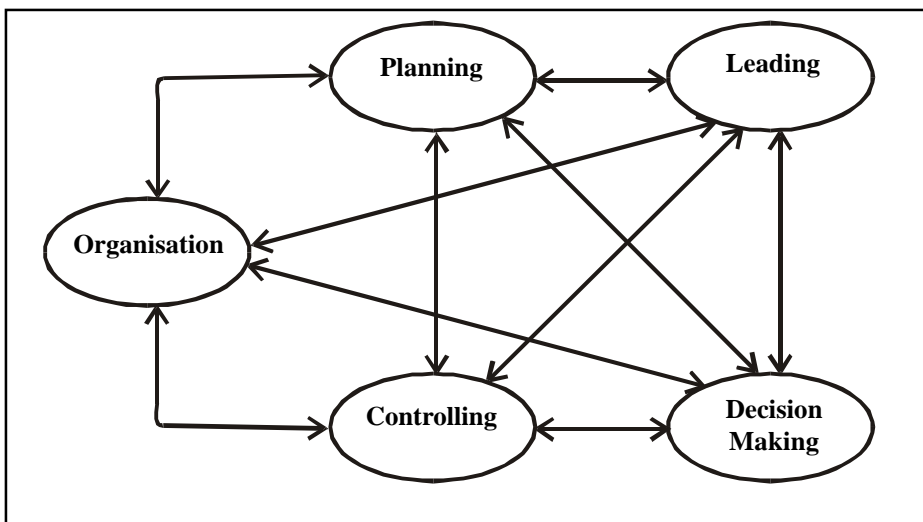 Planning
Leading
Organisation
Controlling
Decision
Making